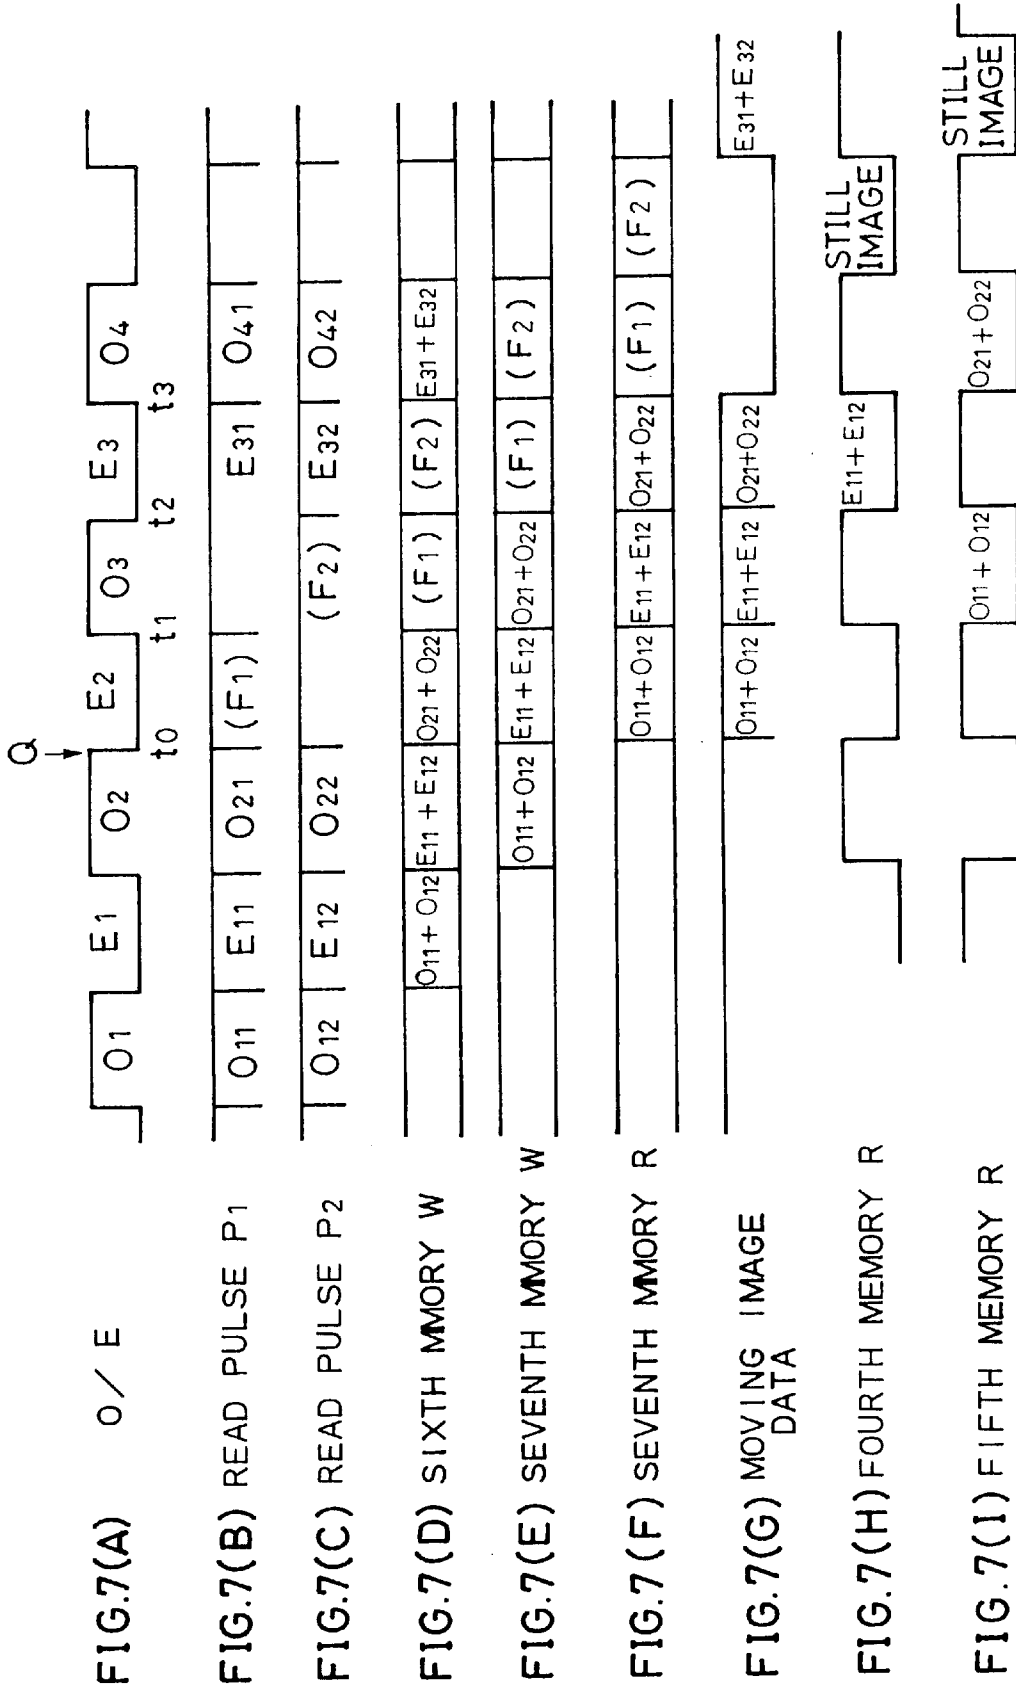 Q
FIG.7(A) O/E O1 E1 O2 E2 O3 E3 O4
t0 t1 t2 t3
FIG.7(B) READ PULSE P1 O11 E11 O21 (F1) E31 O41
FIG.7(C) READ PULSE P2 O12 E12 O22 (F2) E32 O42
FIG.7(D) SIXTH MMORY W O11+O12 E11+E12 O21+O22 (F1) (F2) E31+E32
FIG.7(E) SEVENTH MMORY W O11+O12 E11+E12 O21+O22 (F1) (F2)
FIG.7(F) SEVENTH MMORY R O11+O12 E11+E12 O21+O22 (F1) (F2)
FIG.7(G) MOVING IMAGE DATA O11+O12 E11+E12 O21+O22 E31+E32
FIG.7(H) FOURTH MEMORY R E11+E12 STILL IMAGE
FIG.7(I) FIFTH MEMORY R O11+O12 O21+O22 STILL IMAGE